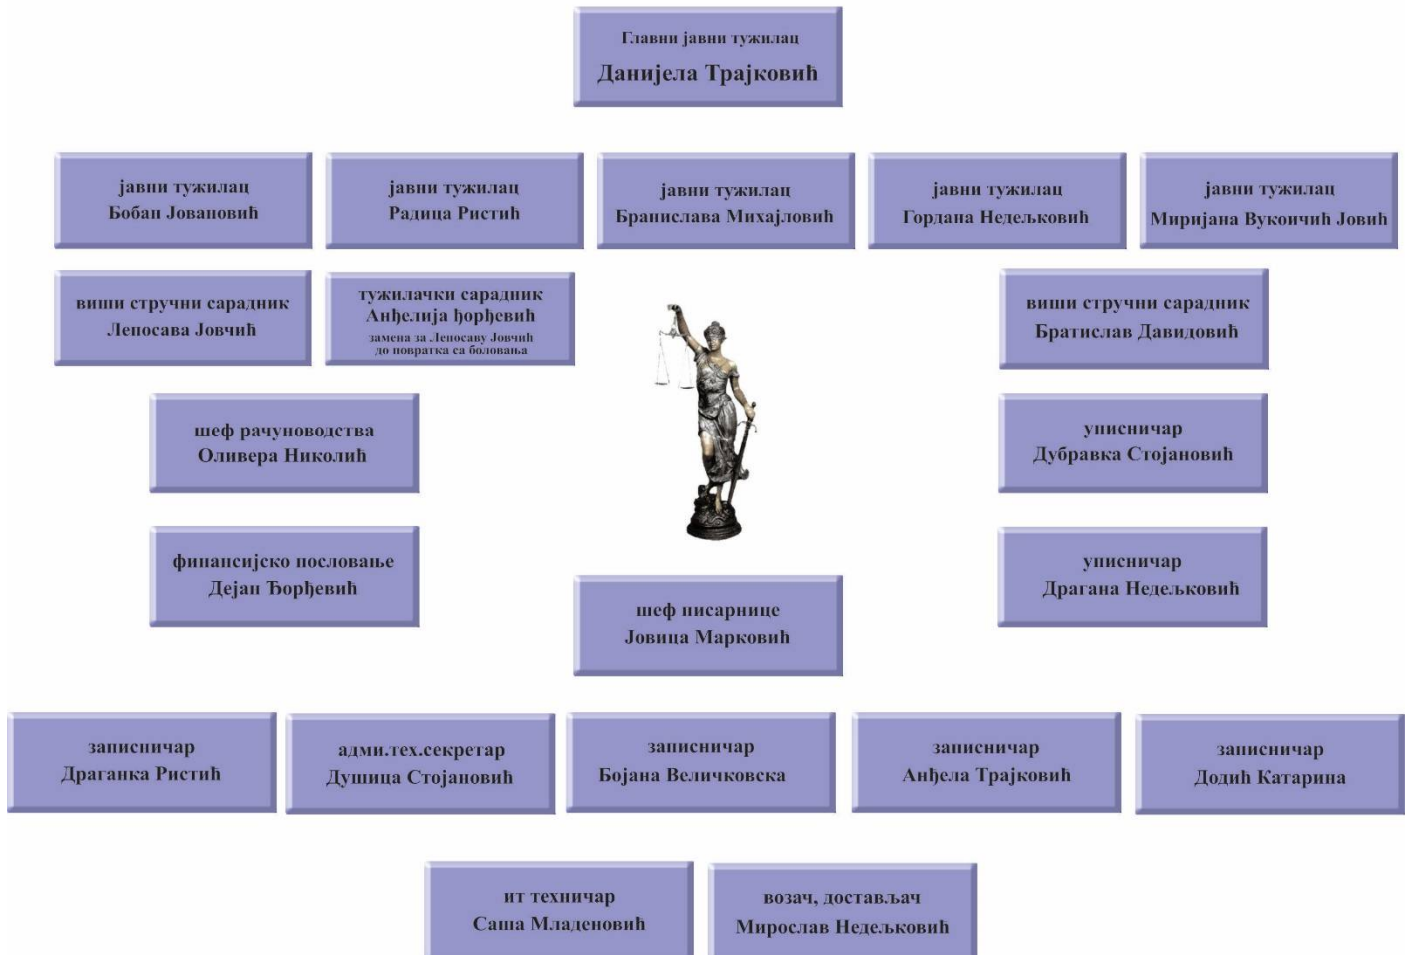 Главни јавни тужилац
Данијела Трајковић
јавни тужилац
Бобан Јовановић
јавни тужилац
Радица Ристић
јавни тужилац
Бранислава Михајловић
јавни тужилац
Гордана Недељковић
јавни тужилац
Миријана Вукоичић Јовић
виши стручни сарадник
Лепосава Јовчић
тужилачки сарадник
Анђелија ђорђевић
замена за Лепосаву Јовчић
до повратка са боловања
виши стручни сарадник
Братислав Давидовић
шеф рачуноводства
Оливера Николић
уписничар
Дубравка Стојановић
финансијско пословање
Дејан Ђорђевић
уписничар
Драгана Недељковић
шеф писарнице
Јовица Марковић
записничар
Драганка Ристић
адми.тех.секретар
Душица Стојановић
записничар
Бојана Величковска
записничар
Анђела Трајковић
записничар
Додић Катарина
ит техничар
Саша Младеновић
возач, достављач
Мирослав Недељковић